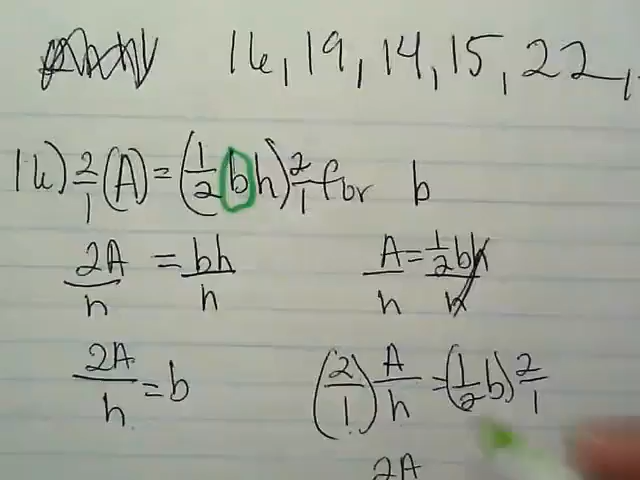 16, 19, 14, 15, 22,
16) 2/1 (A) = (1/2 b h) 2/1 for b
2A/h = bh/h
A/h = 1/2 bh/h
2A/h = b
(2/1) A/h = (1/2 b) 2/1
2A